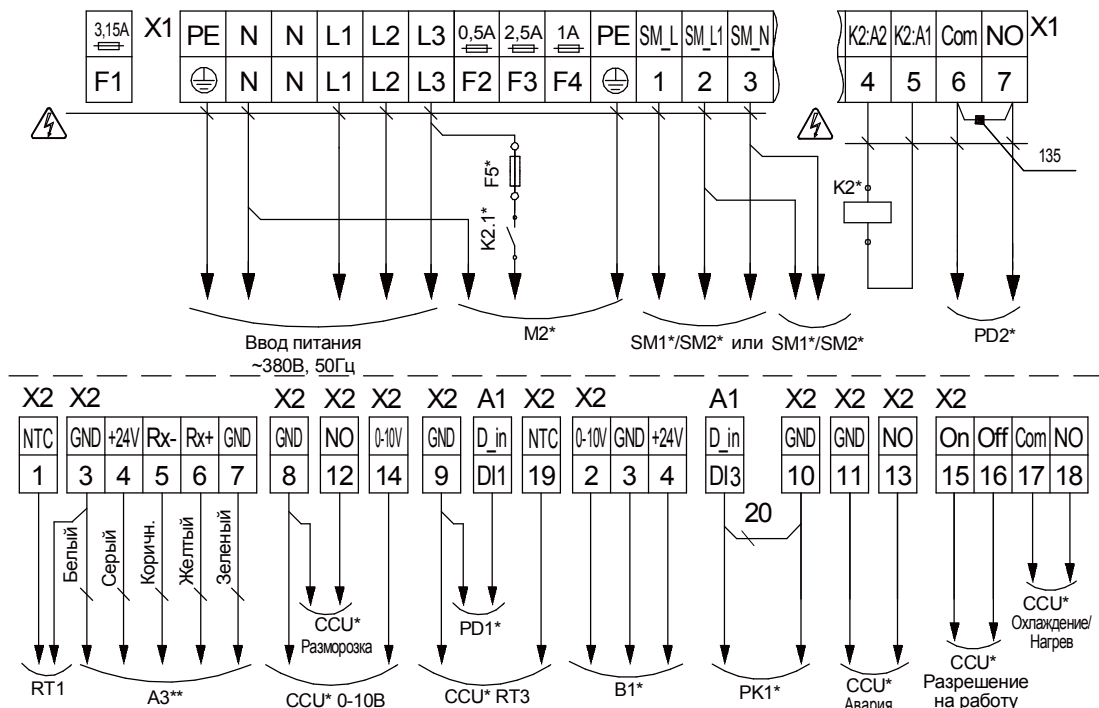 3,15A X1 PE N N L1 L2 L3 0,5A 2,5A 1A PE SM_L SM_L1 SM_N K2:A2 K2:A1 Com NO X1
F1 N N L1 L2 L3 F2 F3 F4 1 2 3 4 5 6 7
135
F5*
K2.1*
K2*
Ввод питания
~380В, 50Гц
M2*
SM1*/SM2* или SM1*/SM2*
PD2*
X2 X2 X2 X2 X2 X2 A1 X2 X2 A1 X2 X2 X2 X2
NTC GND +24V Rx- Rx+ GND GND NO 0-10V GND D_in NTC 0-10V GND +24V D_in GND GND NO On Off Com NO
1 3 4 5 6 7 8 12 14 9 DI1 19 2 3 4 DI3 10 11 13 15 16 17 18
20
Белый
Серый
Коричн.
Желтый
Зеленый
CCU*
Разморозка
PD1*
CCU*
Охлаждение/
Нагрев
RT1
A3**
CCU* 0-10В
CCU* RT3
B1*
PK1*
CCU*
Авария
CCU*
Разрешение
на работу